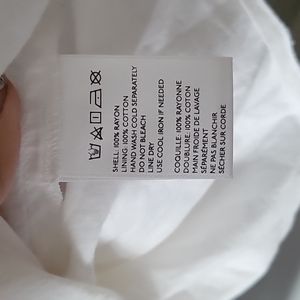 SHELL: 100% RAYON
LINING: 100% COTTON
HAND WASH COLD SEPARATELY
DO NOT BLEACH
LINE DRY
USE COOL IRON IF NEEDED
COQUILLE: 100% RAYONNE
DOUBLURE: 100% COTON
MAIN FROIDE DE LAVAGE
SÉPARÉMENT
NE PAS BLANCHIR
SÉCHER SUR CORDE